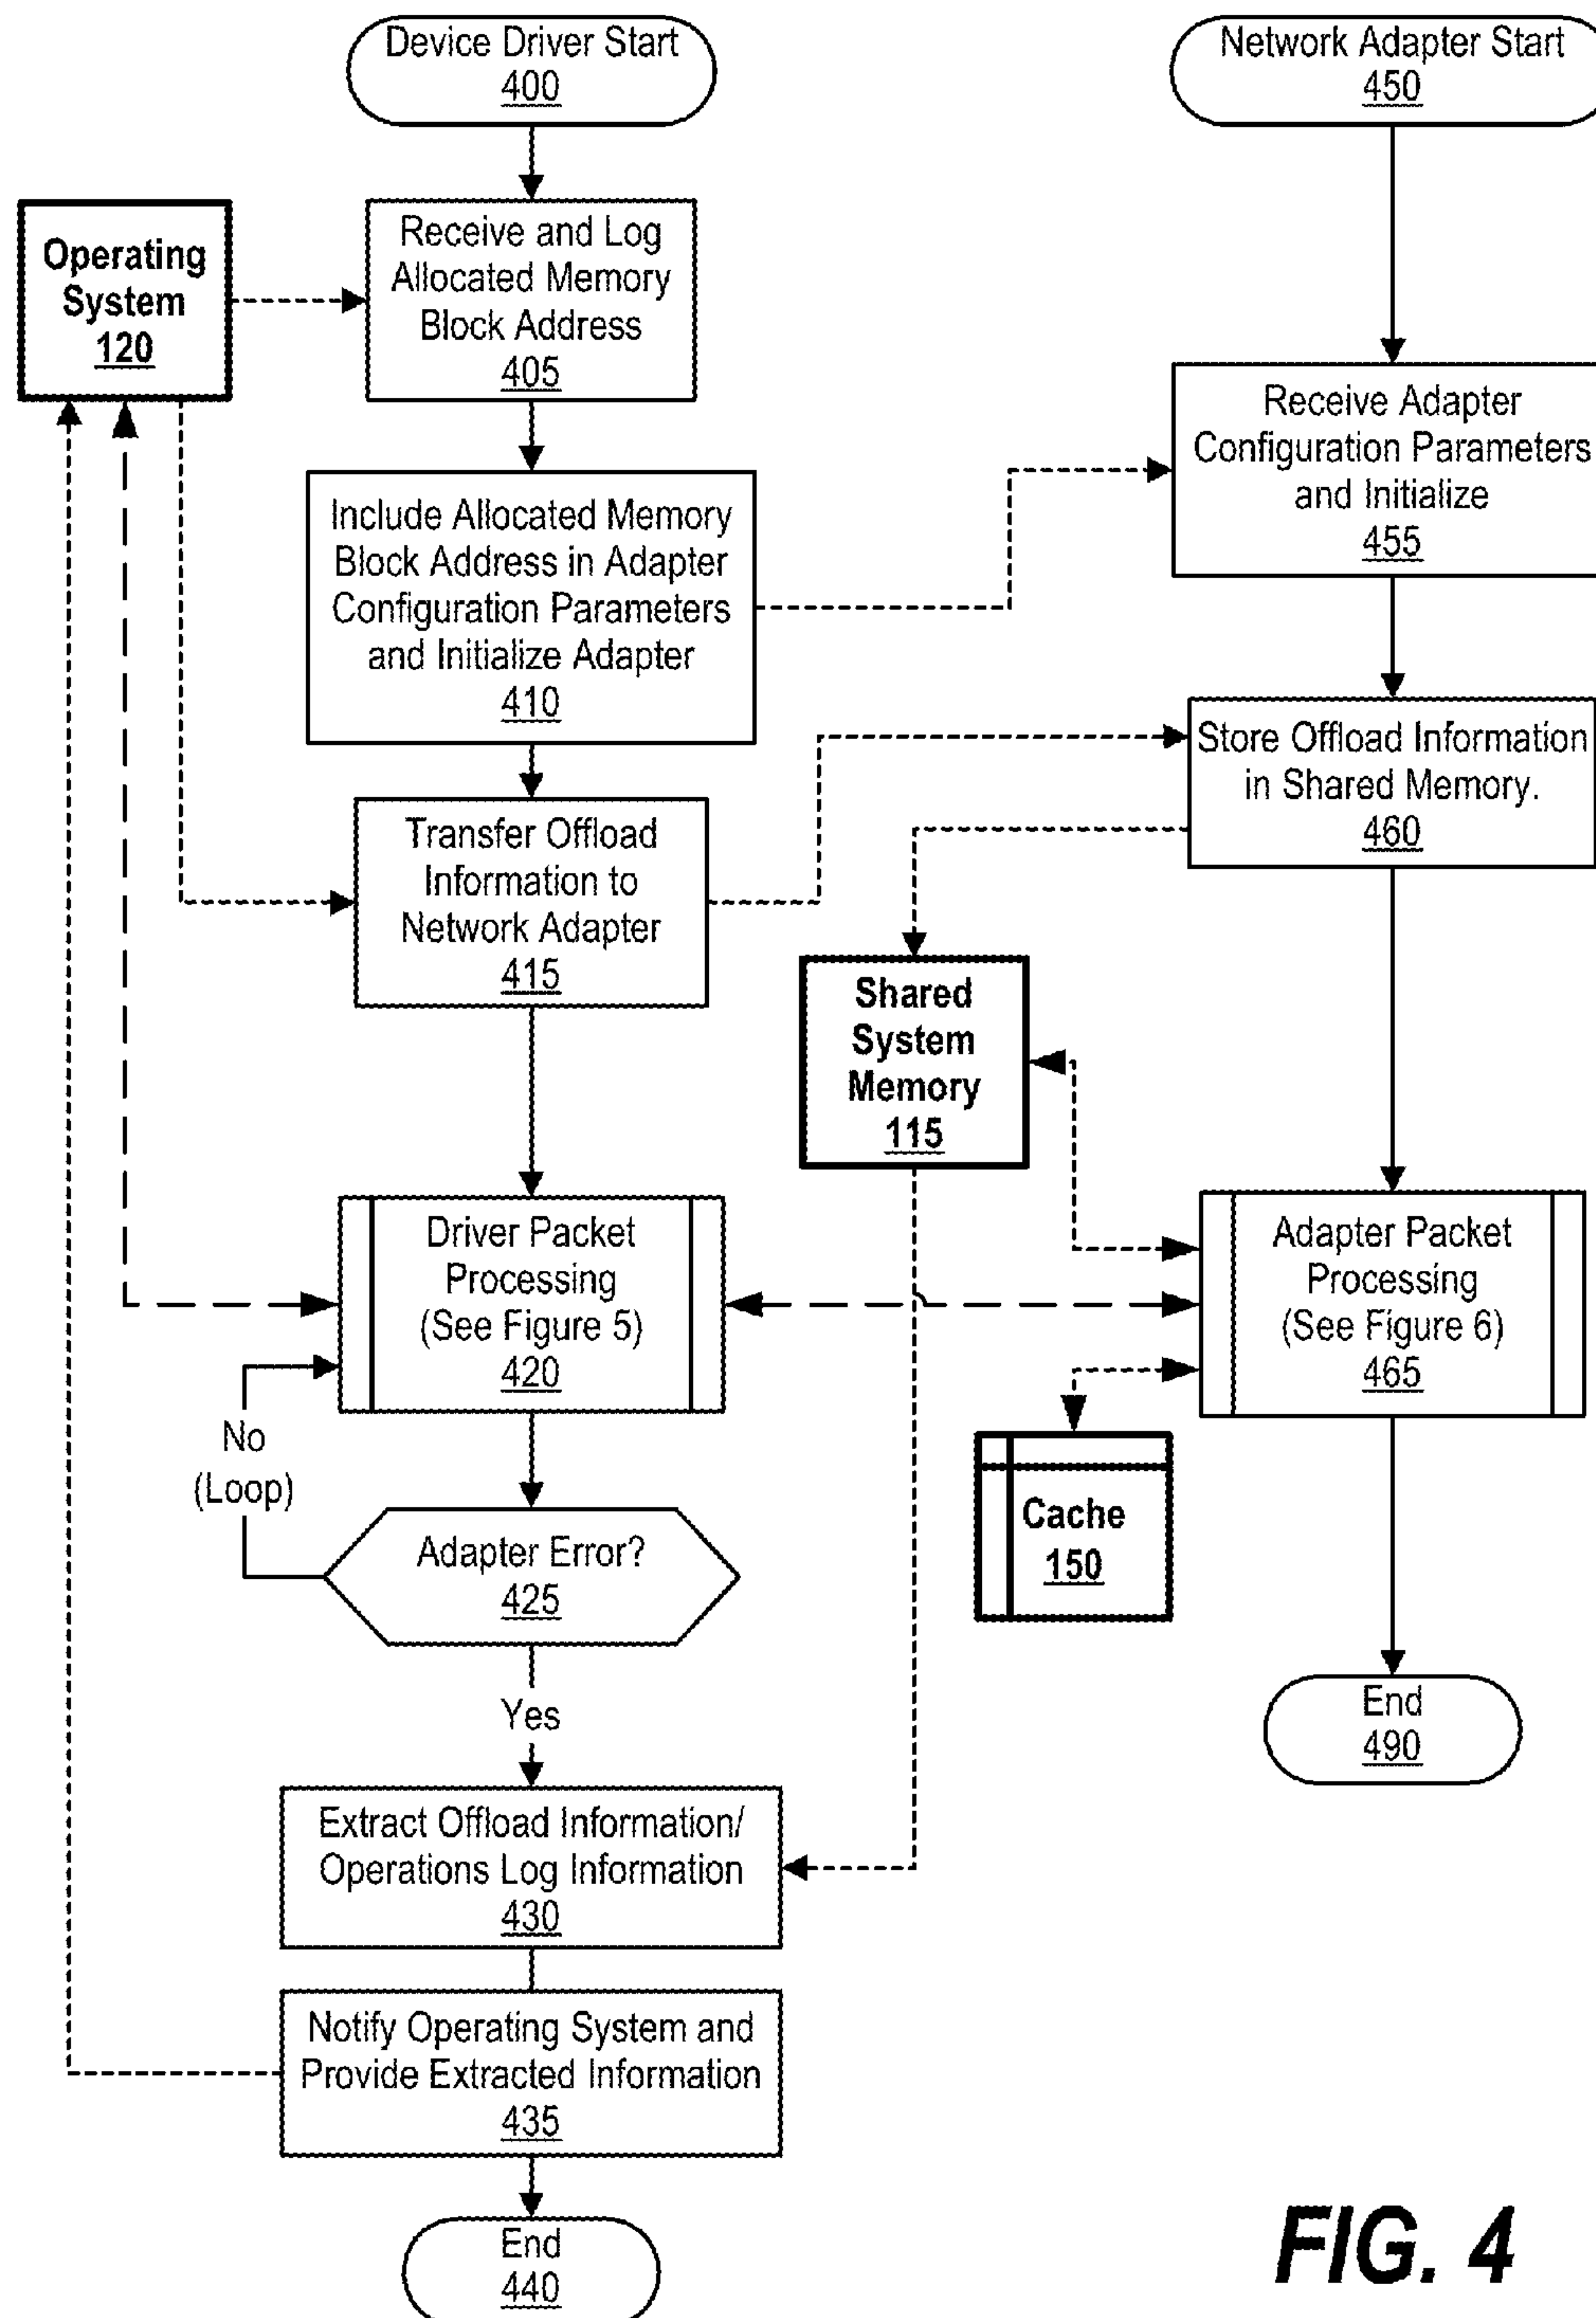 Device Driver Start
400
Network Adapter Start
450
Operating
System
120
Receive and Log
Allocated Memory
Block Address
405
Receive Adapter
Configuration Parameters
and Initialize
455
Include Allocated Memory
Block Address in Adapter
Configuration Parameters
and Initialize Adapter
410
Store Offload Information
in Shared Memory.
460
Transfer Offload
Information to
Network Adapter
415
Shared
System
Memory
115
Driver Packet
Processing
(See Figure 5)
420
Adapter Packet
Processing
(See Figure 6)
465
No
(Loop)
Cache
150
Adapter Error?
425
Yes
End
490
Extract Offload Information/
Operations Log Information
430
Notify Operating System and
Provide Extracted Information
435
End
440
FIG. 4